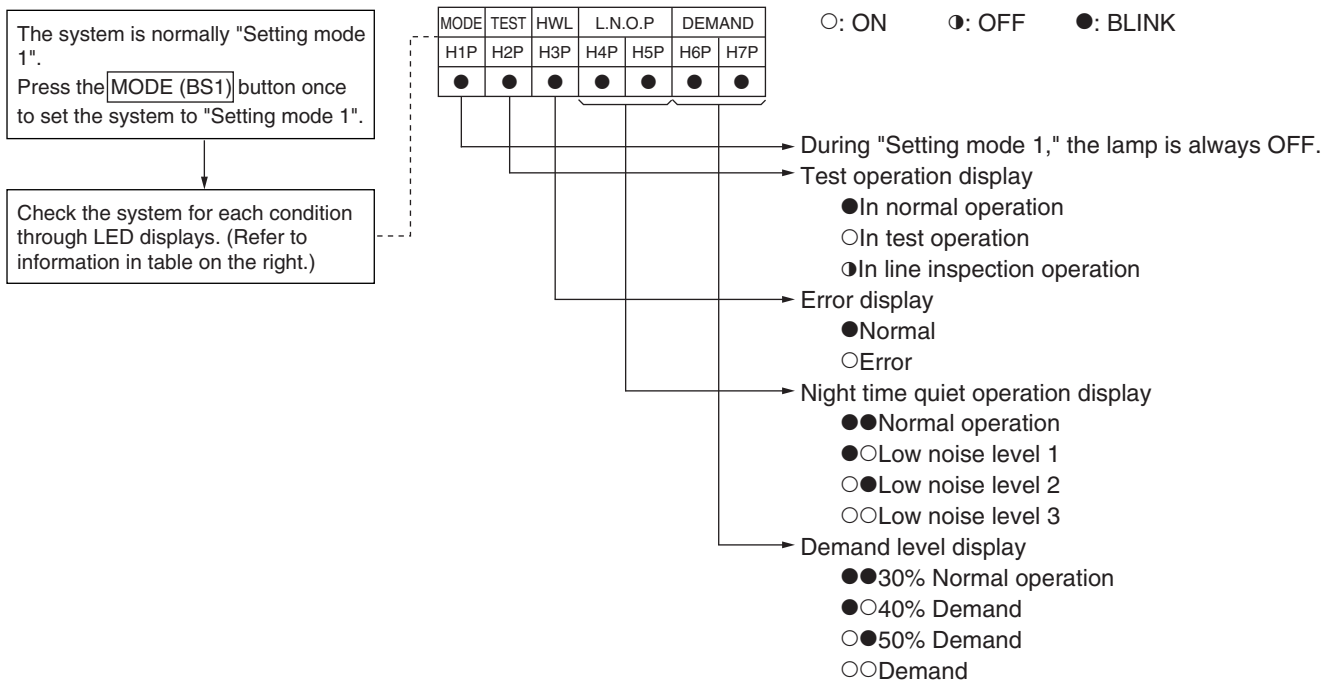 The system is normally "Setting mode
1".
Press the MODE (BS1) button once
to set the system to "Setting mode 1".
Check the system for each condition
through LED displays. (Refer to
information in table on the right.)
MODE TEST HWL L.N.O.P DEMAND
H1P H2P H3P H4P H5P H6P H7P
● ● ● ● ● ● ●
○: ON ◑: OFF ●: BLINK
During "Setting mode 1," the lamp is always OFF.
Test operation display
●In normal operation
○In test operation
◑In line inspection operation
Error display
●Normal
○Error
Night time quiet operation display
●●Normal operation
●○Low noise level 1
○●Low noise level 2
○○Low noise level 3
Demand level display
●●30% Normal operation
●○40% Demand
○●50% Demand
○○Demand